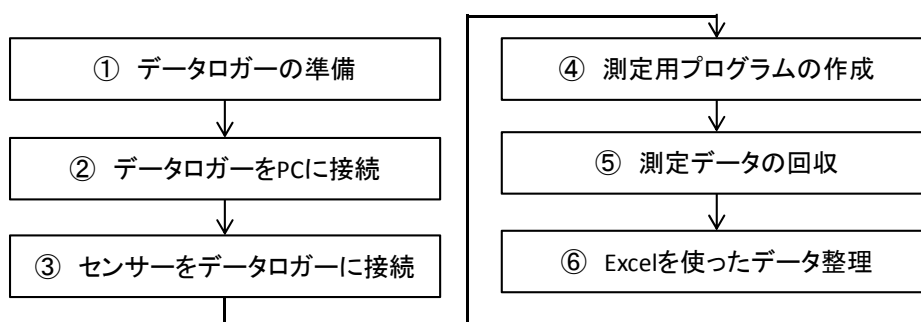 ① データロガーの準備
② データロガーをPCに接続
③ センサーをデータロガーに接続
④ 測定用プログラムの作成
⑤ 測定データの回収
⑥ Excelを使ったデータ整理